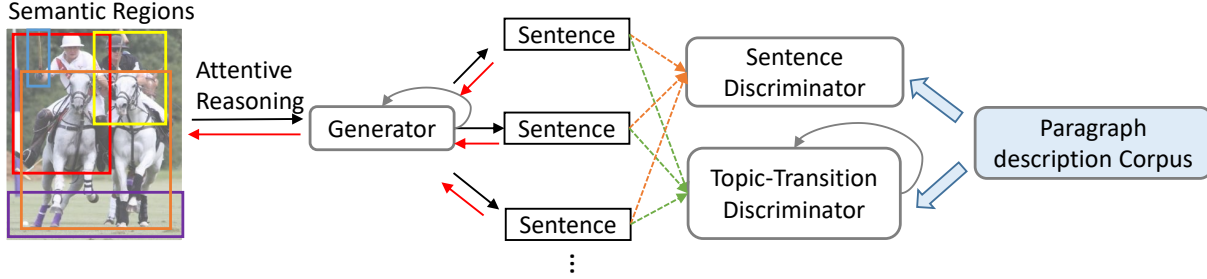 Semantic Regions
Attentive
Reasoning
Generator
Sentence
Sentence
Sentence
...
Sentence
Discriminator
Topic-Transition
Discriminator
Paragraph
description Corpus